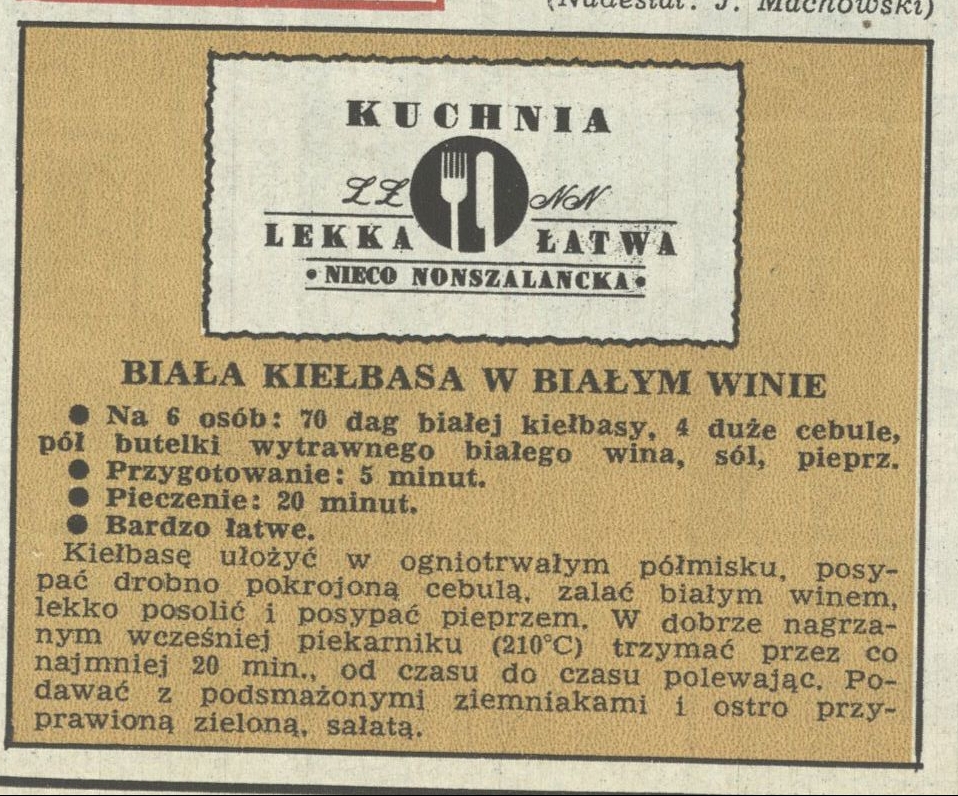 (Nadesłał: J. Machowski)
KUCHNIA
LŁ NN
LEKKA ŁATWA
• NIECO NONSZALANCKA •
BIAŁA KIEŁBASA W BIAŁYM WINIE
● Na 6 osób: 70 dag białej kiełbasy, 4 duże cebule,
pół butelki wytrawnego białego wina, sól, pieprz.
● Przygotowanie: 5 minut.
● Pieczenie: 20 minut.
● Bardzo łatwe.
Kiełbasę ułożyć w ogniotrwałym półmisku, posy-
pać drobno pokrojoną cebulą, zalać białym winem,
lekko posolić i posypać pieprzem. W dobrze nagrza-
nym wcześniej piekarniku (210°C) trzymać przez co
najmniej 20 min., od czasu do czasu polewając. Po-
dawać z podsmażonymi ziemniakami i ostro przy-
prawioną zieloną, sałatą.